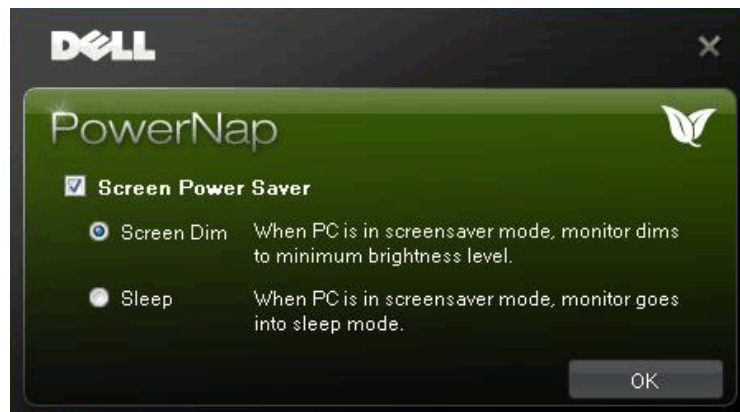 DELL
PowerNap
Screen Power Saver
Screen Dim When PC is in screensaver mode, monitor dims
to minimum brightness level.
Sleep When PC is in screensaver mode, monitor goes
into sleep mode.
OK